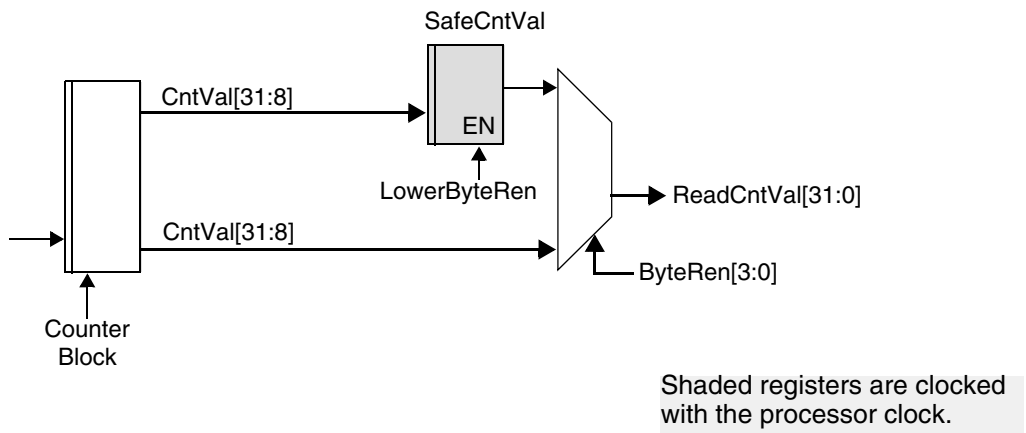 SafeCntVal
CntVal[31:8]
EN
LowerByteRen
ReadCntVal[31:0]
CntVal[31:8]
ByteRen[3:0]
Counter
Block
Shaded registers are clocked
with the processor clock.